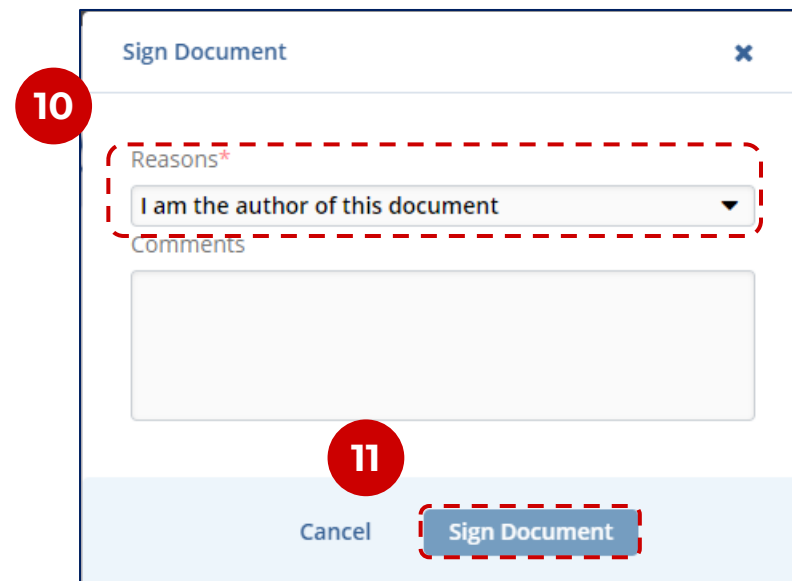 Sign Document
10
Reasons*
I am the author of this document
Comments
11
Cancel
Sign Document